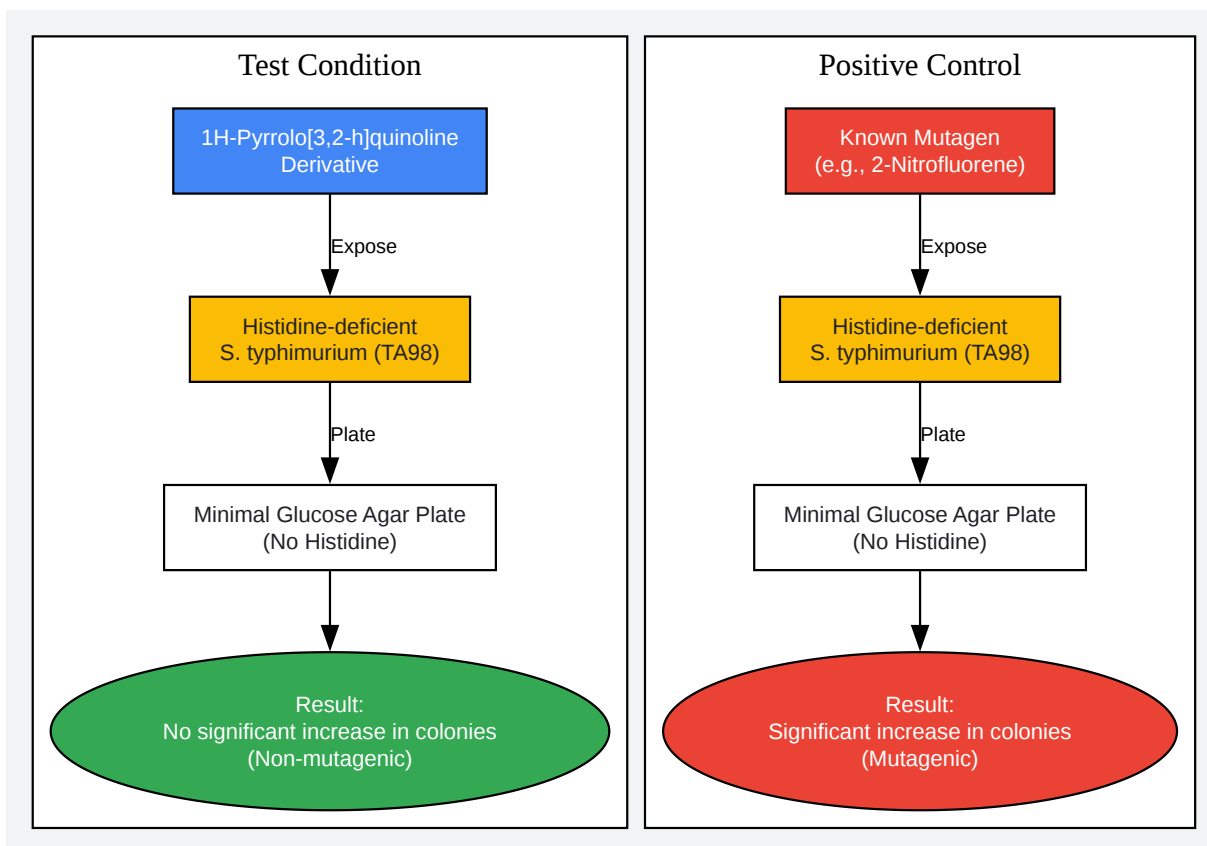 Test Condition
1H-Pyrrolo[3,2-h]quinoline
Derivative
Expose
Histidine-deficient
S. typhimurium (TA98)
Plate
Minimal Glucose Agar Plate
(No Histidine)
Result:
No significant increase in colonies
(Non-mutagenic)
Positive Control
Known Mutagen
(e.g., 2-Nitrofluorene)
Expose
Histidine-deficient
S. typhimurium (TA98)
Plate
Minimal Glucose Agar Plate
(No Histidine)
Result:
Significant increase in colonies
(Mutagenic)